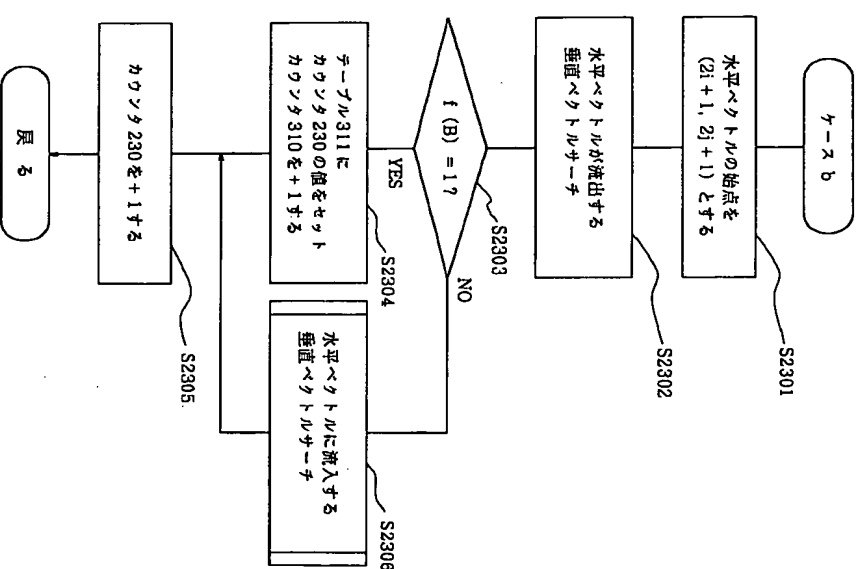 ケースb
水平ベクトルの始点を
(2i+1, 2j+1) とする
S2301
水平ベクトルが流出する
垂直ベクトルサーチ
S2302
f (B) =1?
S2303
YES
NO
テーブル311に
カウンタ230の値をセット
カウンタ310を+1する
S2304
水平ベクトルに流入する
垂直ベクトルサーチ
S2306
カウンタ230を+1する
S2305
戻る